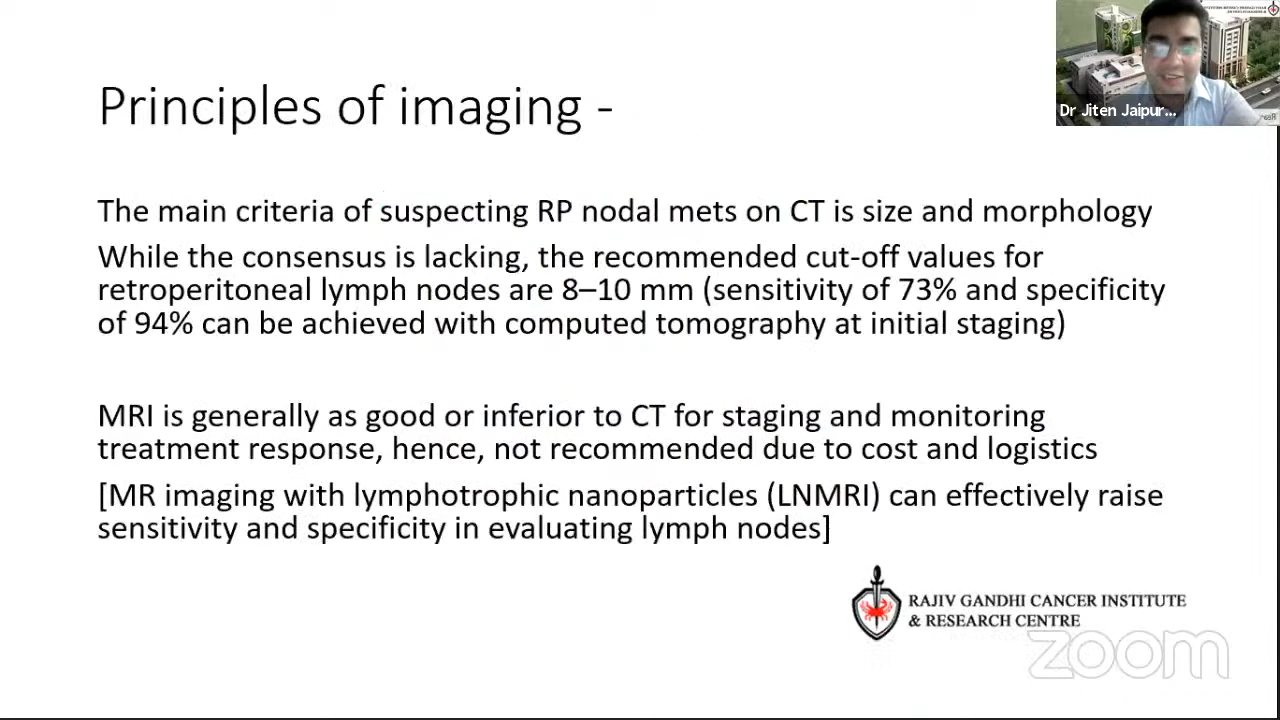 Principles of imaging -
Dr Jiten Jaipur...
The main criteria of suspecting RP nodal mets on CT is size and morphology
While the consensus is lacking, the recommended cut-off values for
retroperitoneal lymph nodes are 8–10 mm (sensitivity of 73% and specificity
of 94% can be achieved with computed tomography at initial staging)
MRI is generally as good or inferior to CT for staging and monitoring
treatment response, hence, not recommended due to cost and logistics
[MR imaging with lymphotrophic nanoparticles (LNMRI) can effectively raise
sensitivity and specificity in evaluating lymph nodes]
RAJIV GANDHI CANCER INSTITUTE
& RESEARCH CENTRE
zoom